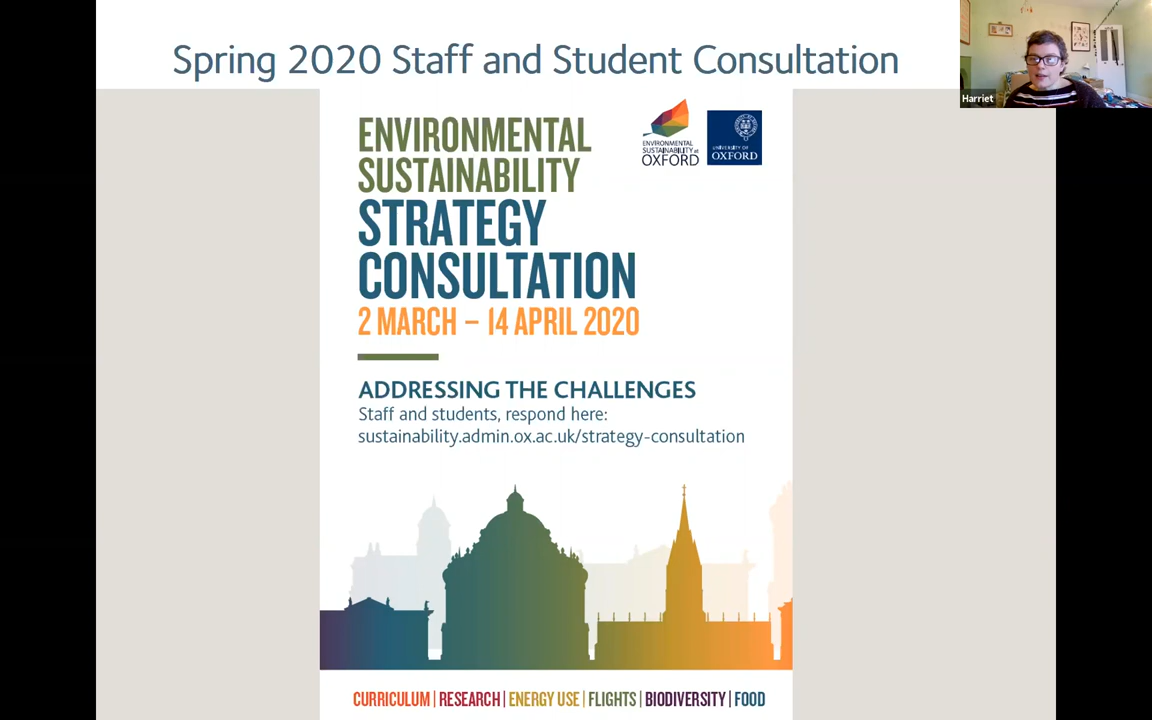 Spring 2020 Staff and Student Consultation
Harriet
ENVIRONMENTAL
SUSTAINABILITY
STRATEGY
CONSULTATION
2 MARCH – 14 APRIL 2020
ENVIRONMENTAL
SUSTAINABILITY at
OXFORD
UNIVERSITY OF
OXFORD
ADDRESSING THE CHALLENGES
Staff and students, respond here:
sustainability.admin.ox.ac.uk/strategy-consultation
CURRICULUM | RESEARCH | ENERGY USE | FLIGHTS | BIODIVERSITY | FOOD